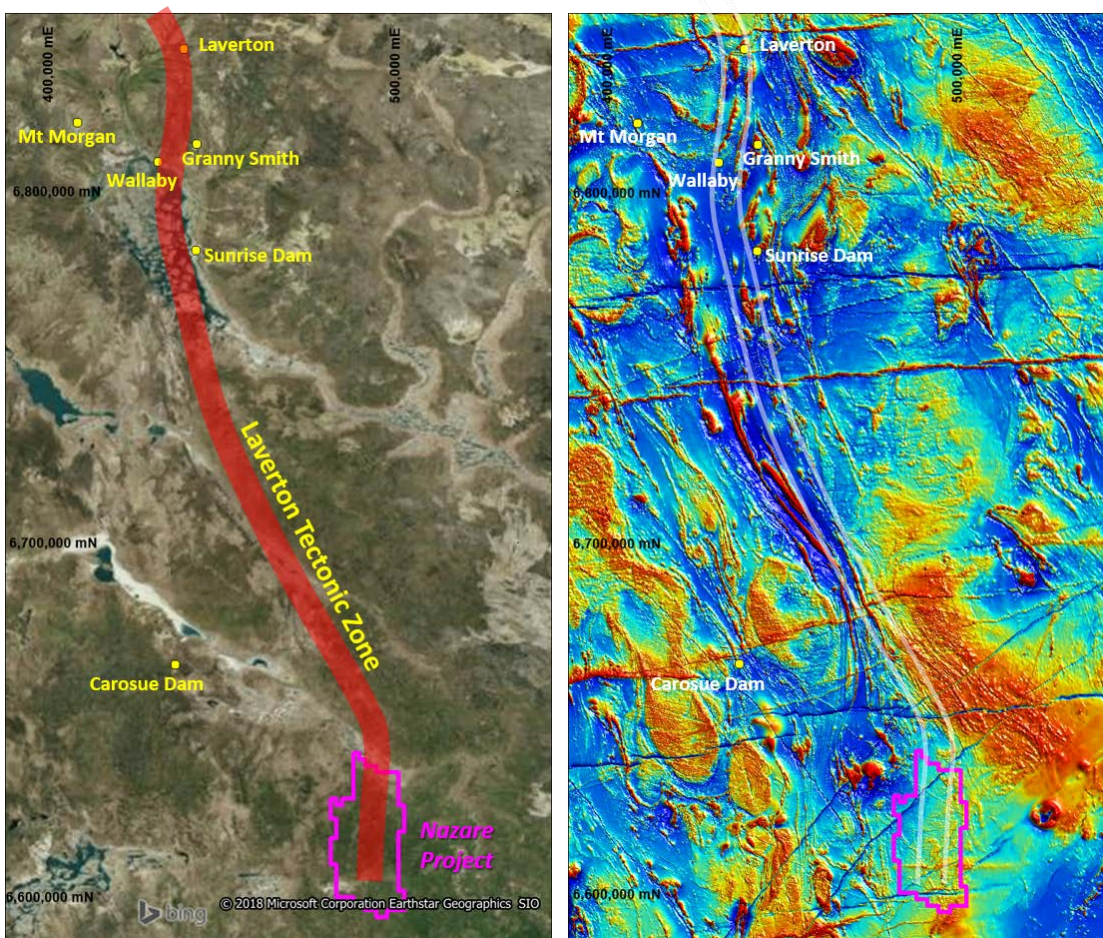 400,000 mE
500,000 mE
Laverton
Mt Morgan
Granny Smith
Wallaby
6,800,000 mN
Sunrise Dam
Laverton Tectonic Zone
6,700,000 mN
Carosue Dam
Nazare
Project
6,600,000 mN
bing
© 2018 Microsoft Corporation Earthstar Geographics SIO
400,000 mE
500,000 mE
Laverton
Mt Morgan
Granny Smith
Wallaby
6,800,000 mN
Sunrise Dam
6,700,000 mN
Carosue Dam
6,600,000 mN